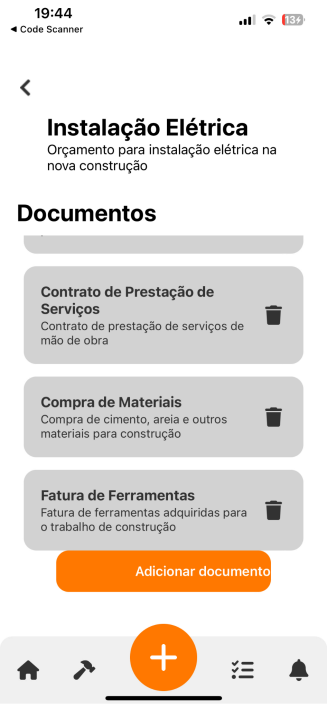 19:44
◀ Code Scanner
13
Instalação Elétrica
Orçamento para instalação elétrica na
nova construção
Documentos
Contrato de Prestação de
Serviços
Contrato de prestação de serviços de
mão de obra
Compra de Materiais
Compra de cimento, areia e outros
materiais para construção
Fatura de Ferramentas
Fatura de ferramentas adquiridas para
o trabalho de construção
Adicionar documento